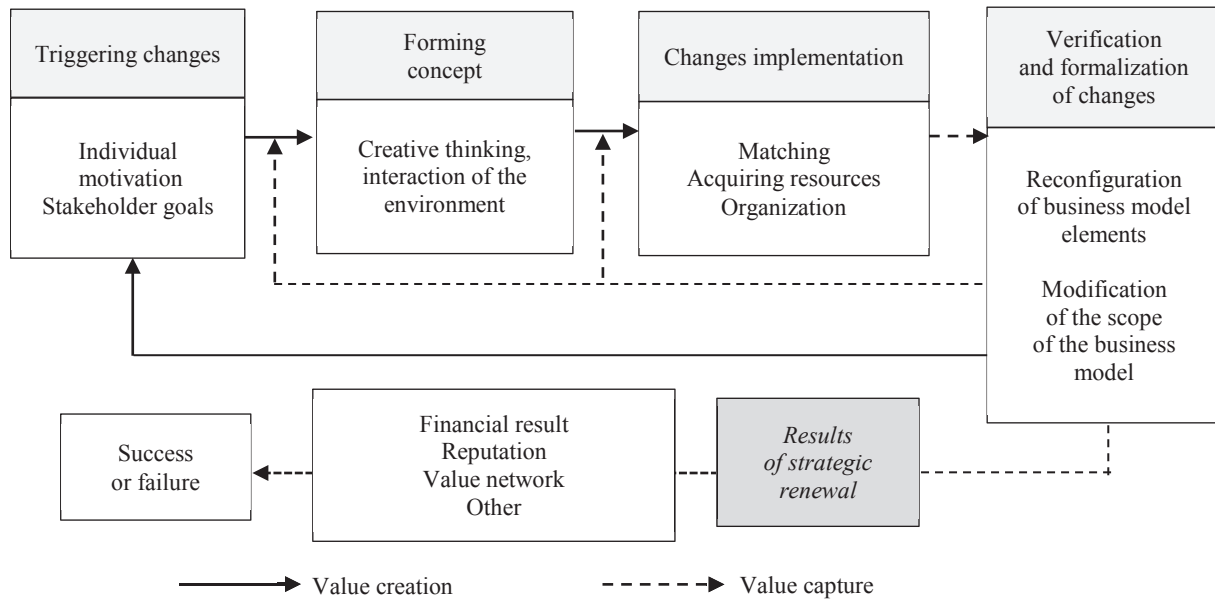 Triggering changes
Individual
motivation
Stakeholder goals
Forming
concept
Creative thinking,
interaction of the
environment
Changes implementation
Matching
Acquiring resources
Organization
Verification
and formalization
of changes
Reconfiguration
of business model
elements
Modification
of the scope
of the business
model
Success
or failure
Financial result
Reputation
Value network
Other
Results
of strategic
renewal
Value creation
Value capture